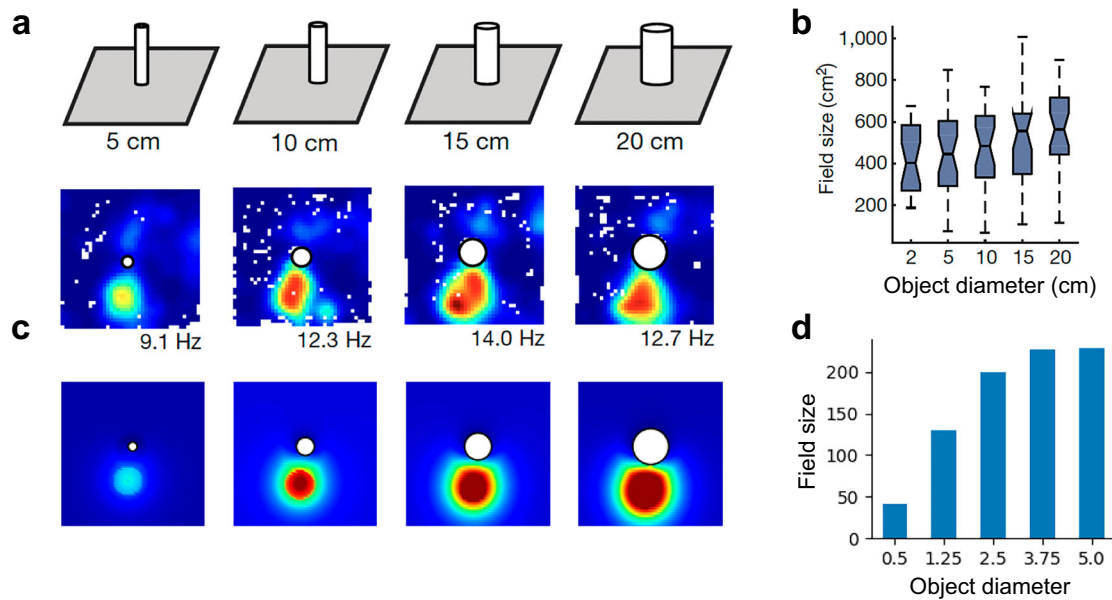 a
5 cm 10 cm 15 cm 20 cm
9.1 Hz 12.3 Hz 14.0 Hz 12.7 Hz
c
b
Field size (cm²)
1,000
800
600
400
200
2 5 10 15 20
Object diameter (cm)
d
Field size
200
150
100
50
0
0.5 1.25 2.5 3.75 5.0
Object diameter